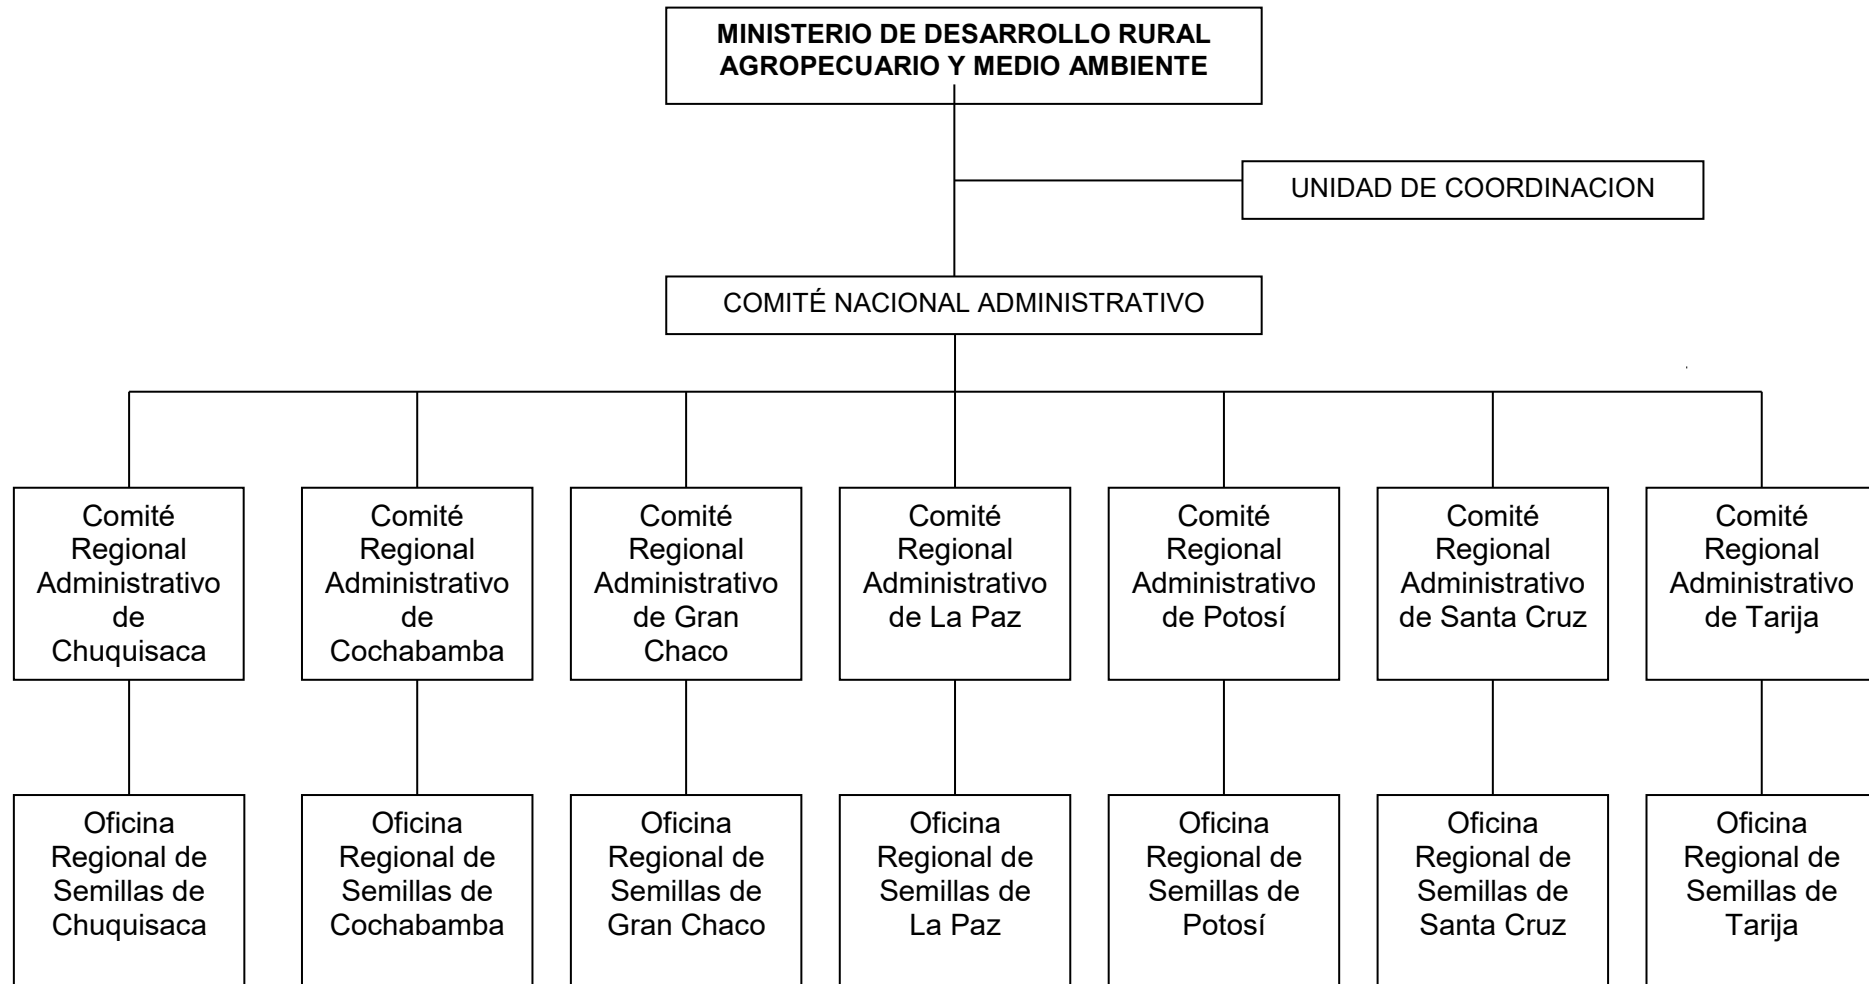 MINISTERIO DE DESARROLLO RURAL
AGROPECUARIO Y MEDIO AMBIENTE
UNIDAD DE COORDINACION
COMITÉ NACIONAL ADMINISTRATIVO
Comité
Regional
Administrativo
de
Chuquisaca
Comité
Regional
Administrativo
de
Cochabamba
Comité
Regional
Administrativo
de Gran
Chaco
Comité
Regional
Administrativo
de La Paz
Comité
Regional
Administrativo
de Potosí
Comité
Regional
Administrativo
de Santa Cruz
Comité
Regional
Administrativo
de Tarija
Oficina
Regional de
Semillas de
Chuquisaca
Oficina
Regional de
Semillas de
Cochabamba
Oficina
Regional de
Semillas de
Gran Chaco
Oficina
Regional de
Semillas de
La Paz
Oficina
Regional de
Semillas de
Potosí
Oficina
Regional de
Semillas de
Santa Cruz
Oficina
Regional de
Semillas de
Tarija